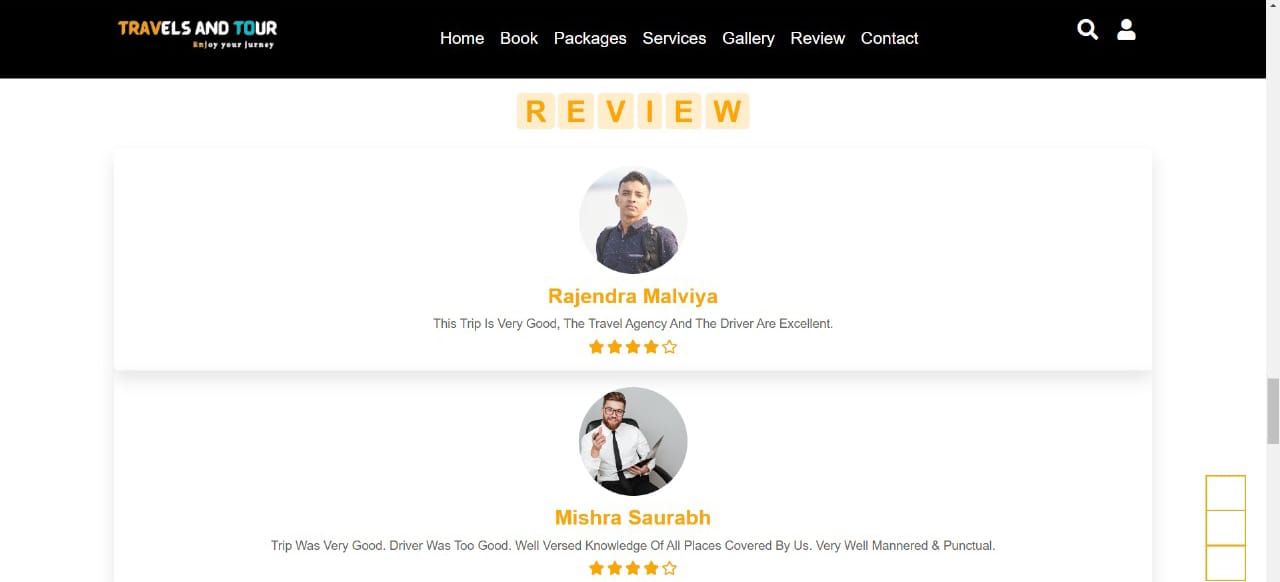 TRAVELS AND TOUR
Enjoy your jurney
Home Book Packages Services Gallery Review Contact
REVIEW
Rajendra Malviya
This Trip Is Very Good, The Travel Agency And The Driver Are Excellent.
Mishra Saurabh
Trip Was Very Good. Driver Was Too Good. Well Versed Knowledge Of All Places Covered By Us. Very Well Mannered & Punctual.